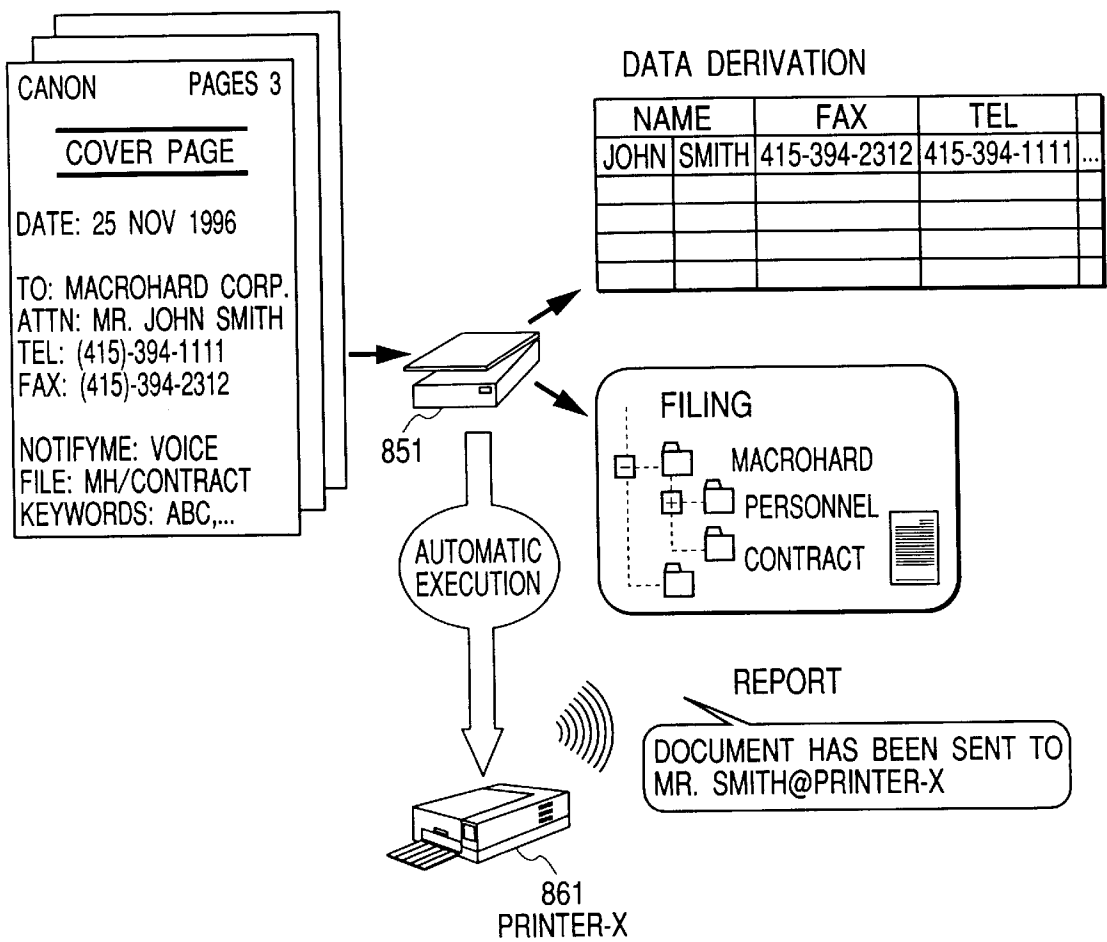 CANON PAGES 3
COVER PAGE
DATE: 25 NOV 1996
TO: MACROHARD CORP.
ATTN: MR. JOHN SMITH
TEL: (415)-394-1111
FAX: (415)-394-2312
NOTIFYME: VOICE
FILE: MH/CONTRACT
KEYWORDS: ABC,...
851
AUTOMATIC
EXECUTION
861
PRINTER-X
DATA DERIVATION
NAME FAX TEL
JOHN SMITH 415-394-2312 415-394-1111 ...
FILING
MACROHARD
PERSONNEL
CONTRACT
REPORT
DOCUMENT HAS BEEN SENT TO
MR. SMITH@PRINTER-X